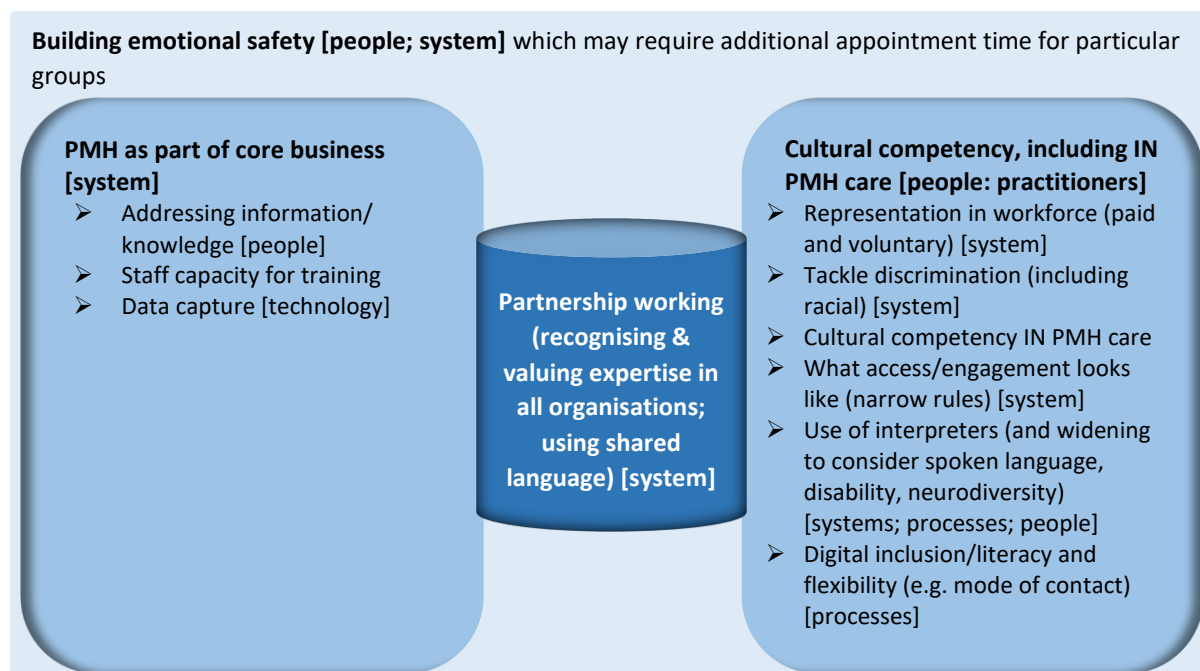 Building emotional safety [people; system] which may require additional appointment time for particular
groups
PMH as part of core business
[system]
➢ Addressing information/
knowledge [people]
➢ Staff capacity for training
➢ Data capture [technology]
Partnership working
(recognising &
valuing expertise in
all organisations;
using shared
language) [system]
Cultural competency, including IN
PMH care [people: practitioners]
➢ Representation in workforce (paid
and voluntary) [system]
➢ Tackle discrimination (including
racial) [system]
➢ Cultural competency IN PMH care
➢ What access/engagement looks
like (narrow rules) [system]
➢ Use of interpreters (and widening
to consider spoken language,
disability, neurodiversity)
[systems; processes; people]
➢ Digital inclusion/literacy and
flexibility (e.g. mode of contact)
[processes]